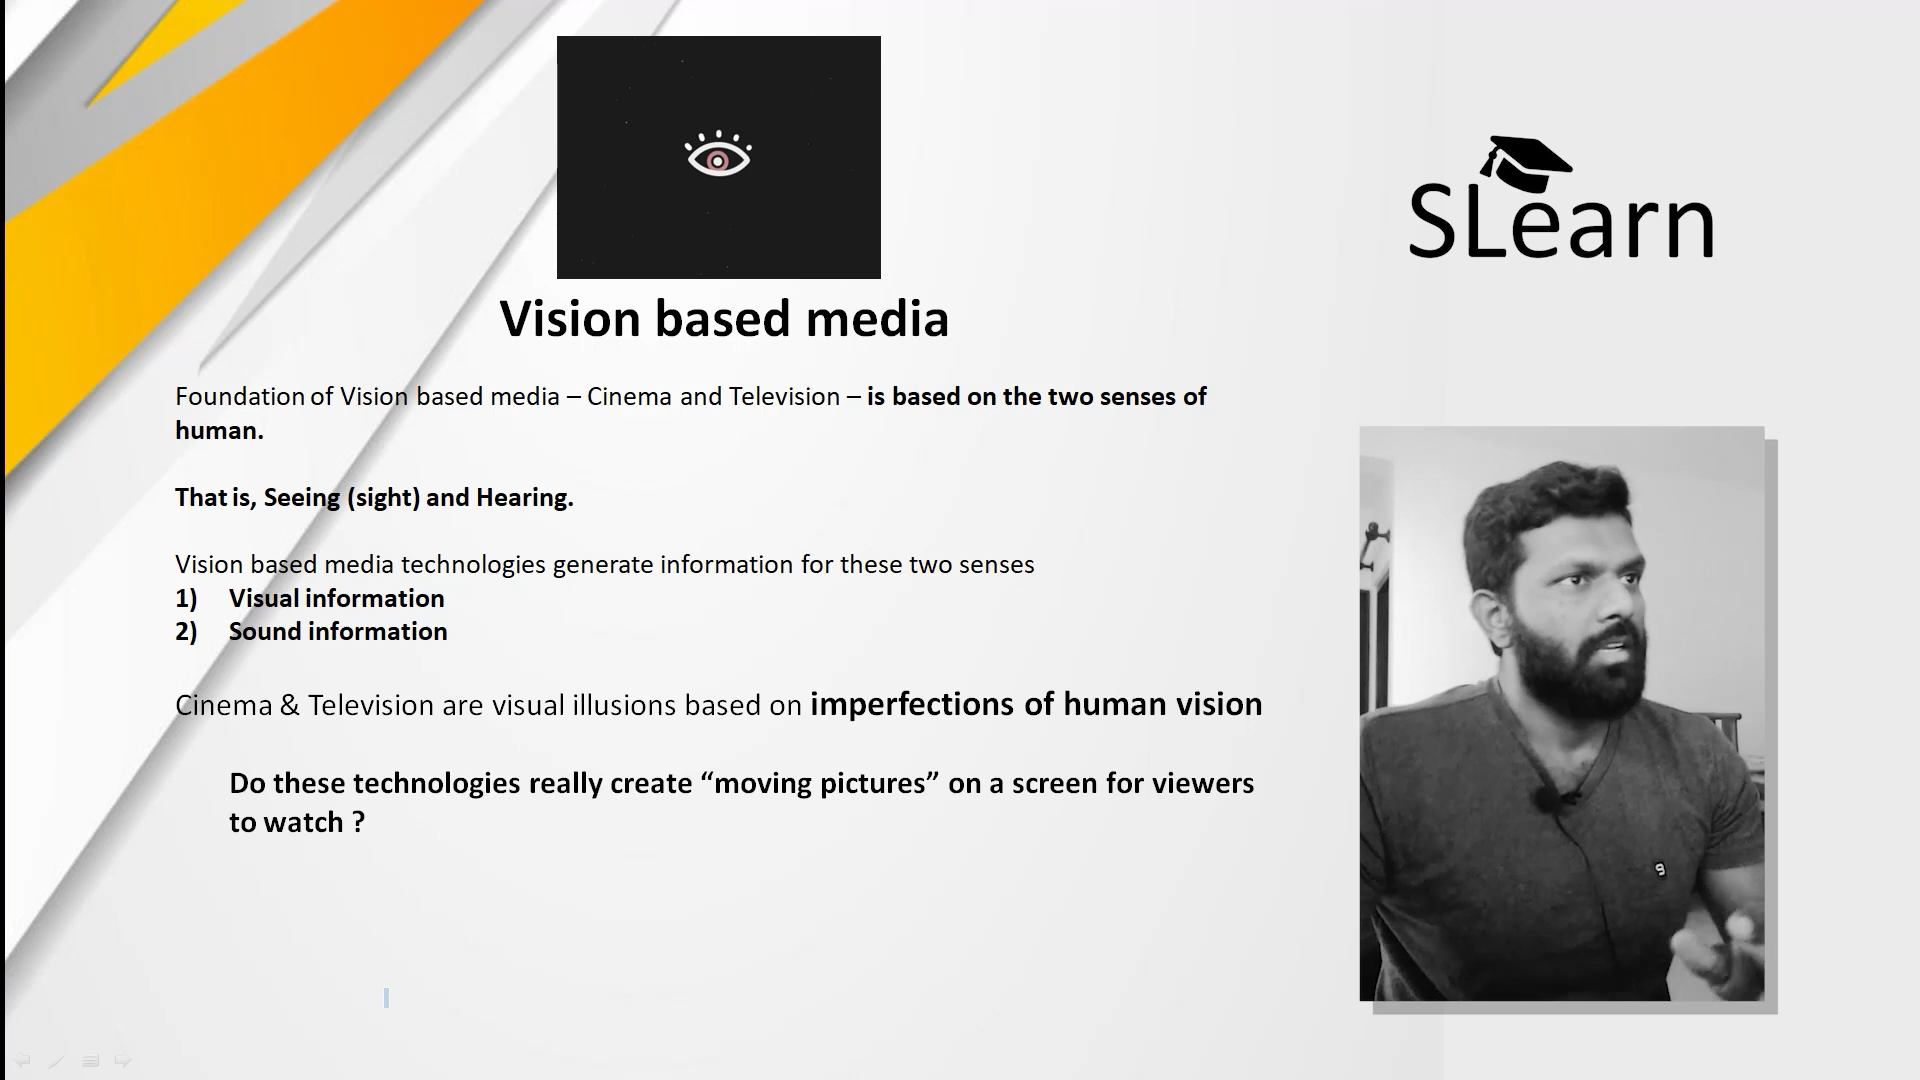 SLearn
Vision based media
Foundation of Vision based media – Cinema and Television – is based on the two senses of
human.
That is, Seeing (sight) and Hearing.
Vision based media technologies generate information for these two senses
1) Visual information
2) Sound information
Cinema & Television are visual illusions based on imperfections of human vision
Do these technologies really create “moving pictures” on a screen for viewers
to watch ?